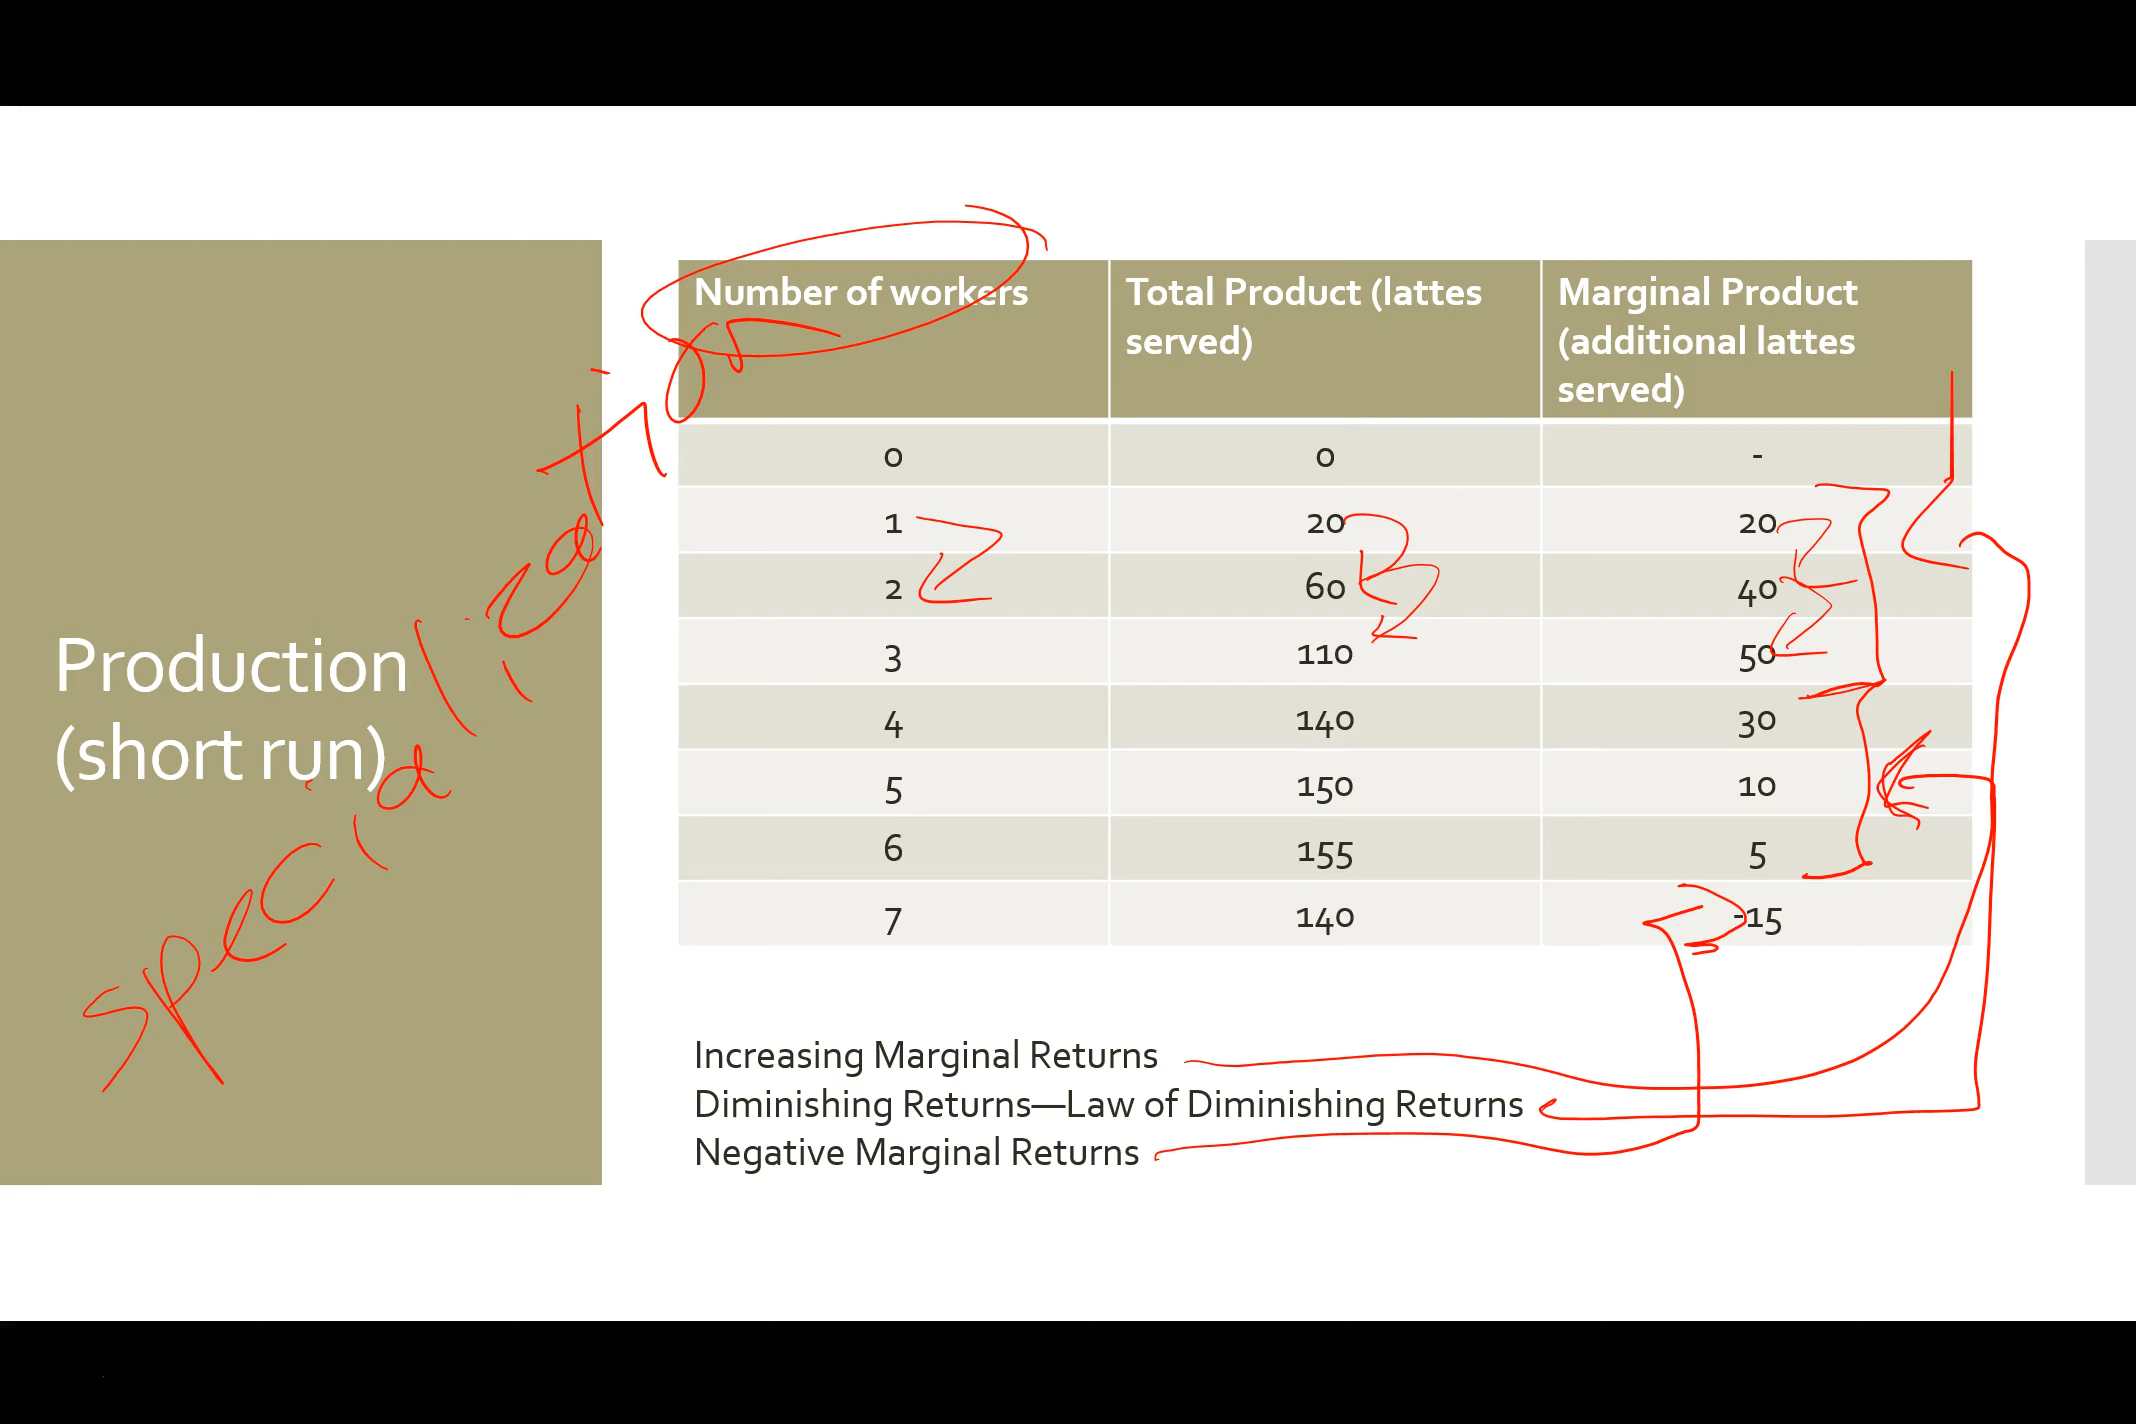 Production
(short run)
specialization
Number of workers
Total Product (lattes served)
Marginal Product (additional lattes served)
0 0 -
1 20 20
2 60 40
3 110 50
4 140 30
5 150 10
6 155 5
7 140 -15
Increasing Marginal Returns
Diminishing Returns—Law of Diminishing Returns
Negative Marginal Returns